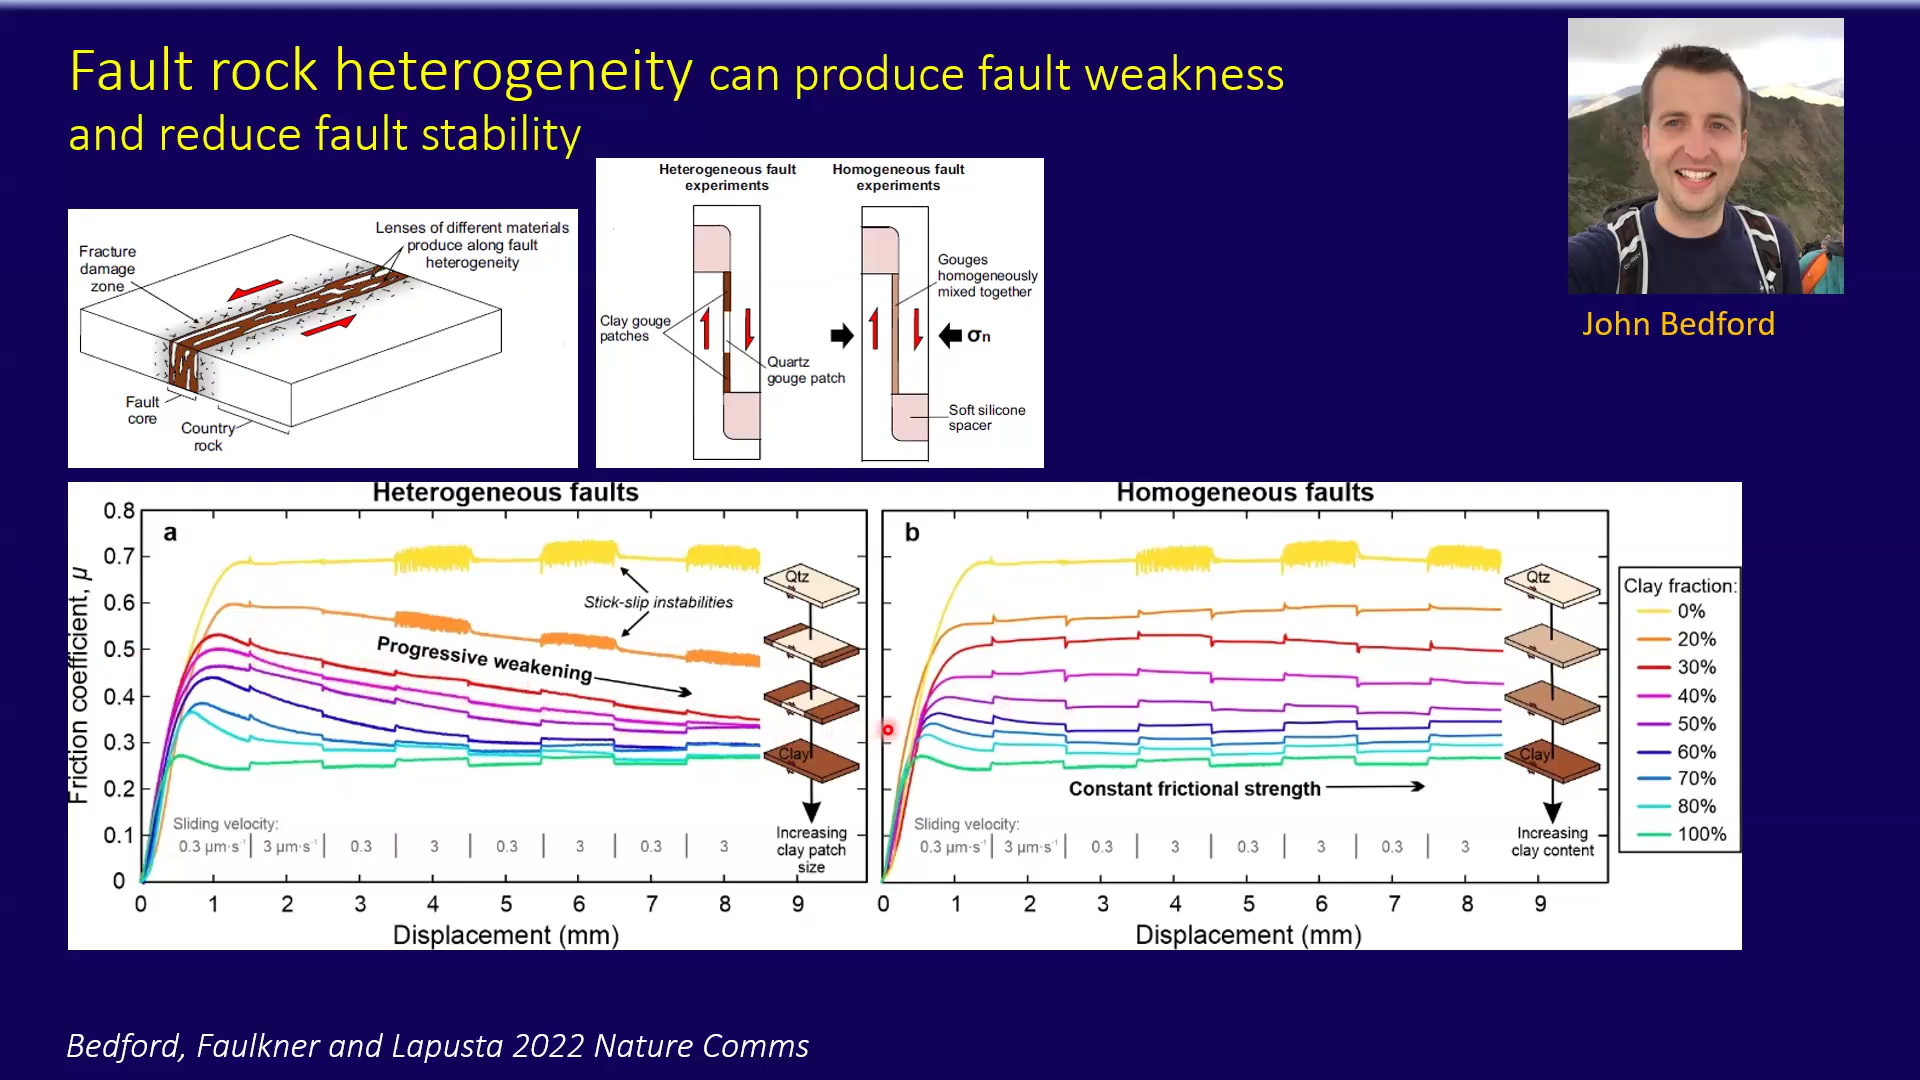 Fault rock heterogeneity can produce fault weakness
and reduce fault stability
John Bedford
Fracture
damage
zone
Lenses of different materials
produce along fault
heterogeneity
Fault
core
Country
rock
Heterogeneous fault
experiments
Homogeneous fault
experiments
Clay gouge
patches
Quartz
gouge patch
Gouges
homogeneously
mixed together
σn
Soft silicone
spacer
Heterogeneous faults
a
Friction coefficient, μ
0.8
0.7
0.6
0.5
0.4
0.3
0.2
0.1
0
Stick-slip instabilities
Progressive weakening
Qtz
Clay
Increasing
clay patch
size
Sliding velocity:
0.3 μm·s⁻¹ | 3 μm·s⁻¹ | 0.3 | 3 | 0.3 | 3 | 0.3 | 3
0 1 2 3 4 5 6 7 8 9
Displacement (mm)
Homogeneous faults
b
Qtz
Clay
Constant frictional strength
Increasing
clay content
Sliding velocity:
0.3 μm·s⁻¹ | 3 μm·s⁻¹ | 0.3 | 3 | 0.3 | 3 | 0.3 | 3
0 1 2 3 4 5 6 7 8 9
Displacement (mm)
Clay fraction:
0%
20%
30%
40%
50%
60%
70%
80%
100%
Bedford, Faulkner and Lapusta 2022 Nature Comms